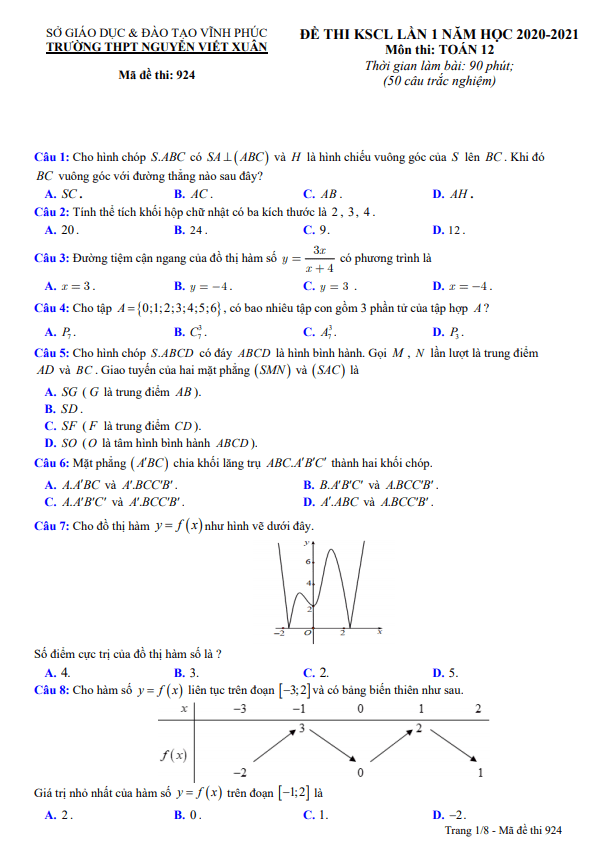 SỞ GIÁO DỤC & ĐÀO TẠO VĨNH PHÚC
TRƯỜNG THPT NGUYỄN VIẾT XUÂN
Mã đề thi: 924
ĐỀ THI KSCL LẦN 1 NĂM HỌC 2020-2021
Môn thi: TOÁN 12
Thời gian làm bài: 90 phút;
(50 câu trắc nghiệm)
Câu 1: Cho hình chóp S.ABC có SA⊥(ABC) và H là hình chiếu vuông góc của S lên BC. Khi đó
BC vuông góc với đường thẳng nào sau đây?
A. SC. B. AC. C. AB. D. AH.
Câu 2: Tính thể tích khối hộp chữ nhật có ba kích thước là 2, 3, 4.
A. 20. B. 24. C. 9. D. 12.
Câu 3: Đường tiệm cận ngang của đồ thị hàm số y = 3x/(x+4) có phương trình là
A. x = 3. B. y = −4. C. y = 3. D. x = −4.
Câu 4: Cho tập A={0;1;2;3;4;5;6}, có bao nhiêu tập con gồm 3 phần tử của tập hợp A?
A. P₇. B. C₇³. C. A₇³. D. P₃.
Câu 5: Cho hình chóp S.ABCD có đáy ABCD là hình bình hành. Gọi M, N lần lượt là trung điểm
AD và BC. Giao tuyến của hai mặt phẳng (SMN) và (SAC) là
A. SG (G là trung điểm AB).
B. SD.
C. SF (F là trung điểm CD).
D. SO (O là tâm hình bình hành ABCD).
Câu 6: Mặt phẳng (A'BC) chia khối lăng trụ ABC.A'B'C' thành hai khối chóp.
A. A.A'BC và A'.BCC'B'. B. B.A'B'C' và A.BCC'B'.
C. A.A'B'C' và A'.BCC'B'. D. A'.ABC và A.BCC'B'.
Câu 7: Cho đồ thị hàm y = f(x) như hình vẽ dưới đây.
y
6
4
2
−2 O 2 x
Số điểm cực trị của đồ thị hàm số là ?
A. 4. B. 3. C. 2. D. 5.
Câu 8: Cho hàm số y = f(x) liên tục trên đoạn [−3;2] và có bảng biến thiên như sau.
x −3 −1 0 1 2
3 2
f(x)
−2 0 1
Giá trị nhỏ nhất của hàm số y = f(x) trên đoạn [−1;2] là
A. 2. B. 0. C. 1. D. −2.
Trang 1/8 - Mã đề thi 924